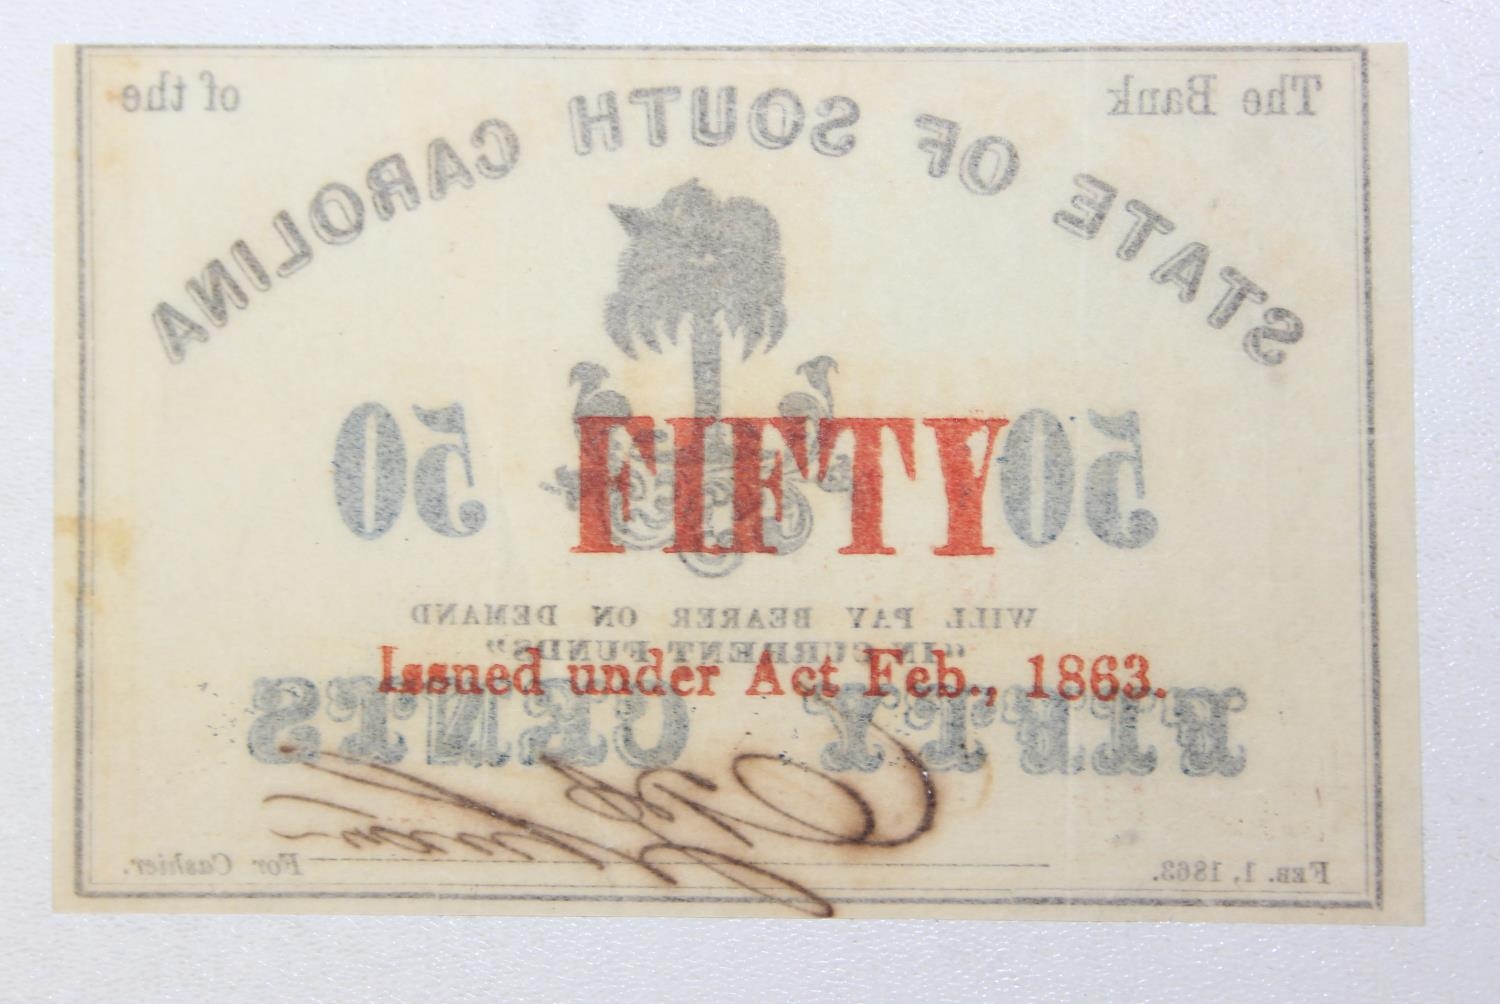 The Bank of the
STATE OF SOUTH CAROLINA
50 FIFTY 50
WILL PAY BEARER ON DEMAND
"IN CURRENT FUNDS"
Issued under Act Feb., 1863.
FIFTY CENTS
FEB. 1, 1863. For Cashier.